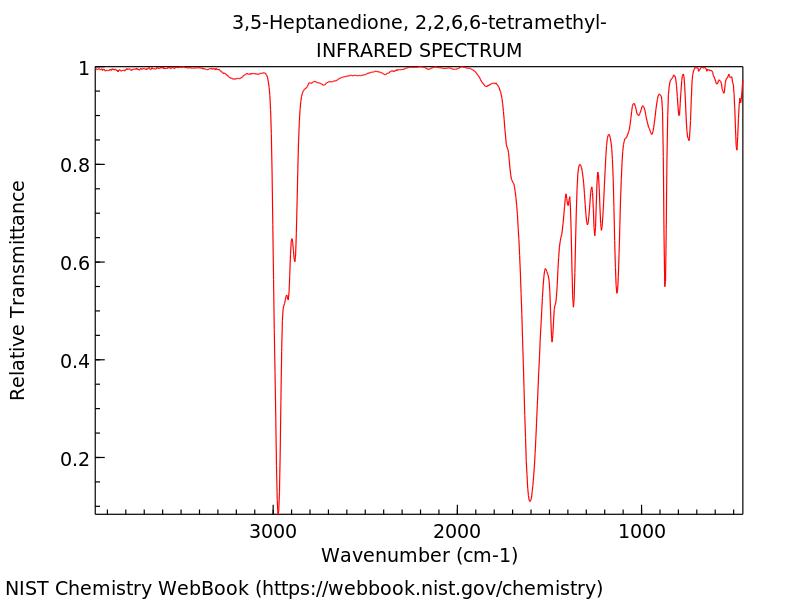 3,5-Heptanedione, 2,2,6,6-tetramethyl-
INFRARED SPECTRUM
1
0.8
0.6
0.4
0.2
Relative Transmittance
3000 2000 1000
Wavenumber (cm-1)
NIST Chemistry WebBook (https://webbook.nist.gov/chemistry)